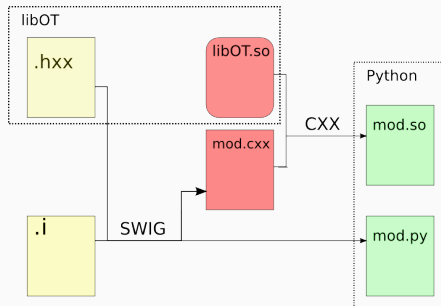 libOT
.hxx
libOT.so
Python
CXX
mod.so
mod.cxx
.i
SWIG
mod.py